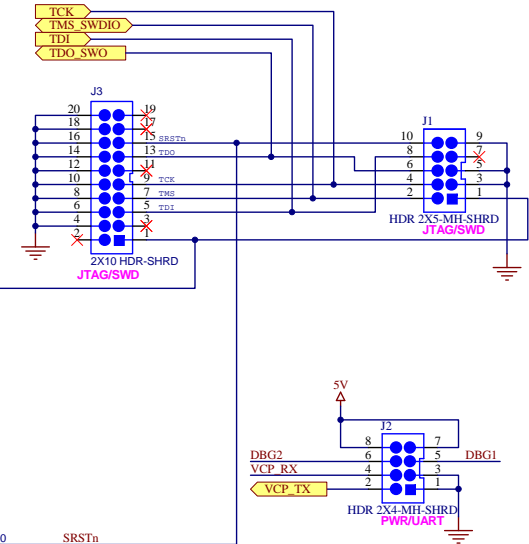 TCK
TMS_SWDIO
TDI
TDO_SWO
J3
20 19
18 17
16 15 SRSTn
14 13 TDO
12 11
10 9 TCK
8 7 TMS
6 5 TDI
4 3
2 1
2X10 HDR-SHRD
JTAG/SWD
J1
10 9
8 7
6 5
4 3
2 1
HDR 2X5-MH-SHRD
JTAG/SWD
5V
J2
8 7
DBG2 6 5 DBG1
VCP_RX 4 3
VCP_TX 2 1
HDR 2X4-MH-SHRD
PWR/UART
0 SRSTn